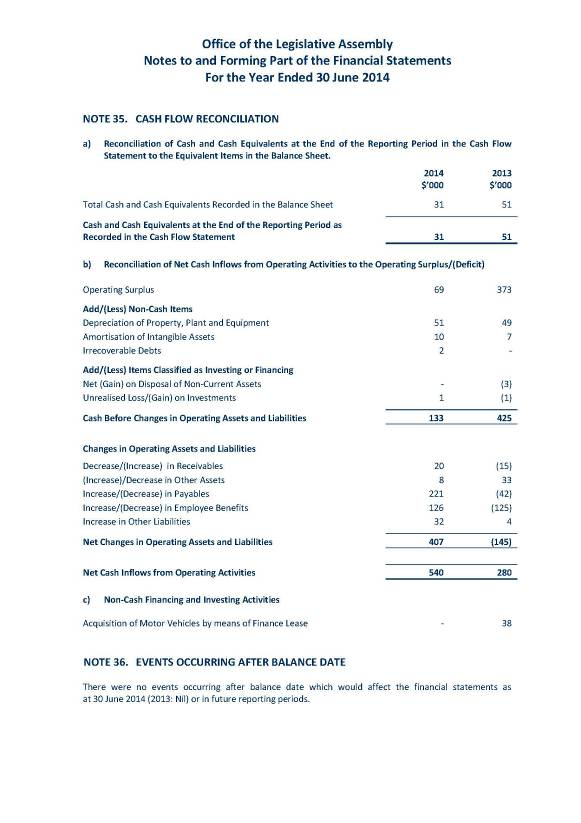 Office of the Legislative Assembly
Notes to and Forming Part of the Financial Statements
For the Year Ended 30 June 2014
NOTE 35. CASH FLOW RECONCILIATION
a) Reconciliation of Cash and Cash Equivalents at the End of the Reporting Period in the Cash Flow
Statement to the Equivalent Items in the Balance Sheet.
2014 2013
$'000 $'000
Total Cash and Cash Equivalents Recorded in the Balance Sheet 31 51
Cash and Cash Equivalents at the End of the Reporting Period as
Recorded in the Cash Flow Statement 31 51
b) Reconciliation of Net Cash Inflows from Operating Activities to the Operating Surplus/(Deficit)
Operating Surplus 69 373
Add/(Less) Non-Cash Items
Depreciation of Property, Plant and Equipment 51 49
Amortisation of Intangible Assets 10 7
Irrecoverable Debts 2 -
Add/(Less) Items Classified as Investing or Financing
Net (Gain) on Disposal of Non-Current Assets - (3)
Unrealised Loss/(Gain) on Investments 1 (1)
Cash Before Changes in Operating Assets and Liabilities 133 425
Changes in Operating Assets and Liabilities
Decrease/(Increase) in Receivables 20 (15)
(Increase)/Decrease in Other Assets 8 33
Increase/(Decrease) in Payables 221 (42)
Increase/(Decrease) in Employee Benefits 126 (125)
Increase in Other Liabilities 32 4
Net Changes in Operating Assets and Liabilities 407 (145)
Net Cash Inflows from Operating Activities 540 280
c) Non-Cash Financing and Investing Activities
Acquisition of Motor Vehicles by means of Finance Lease - 38
NOTE 36. EVENTS OCCURRING AFTER BALANCE DATE
There were no events occurring after balance date which would affect the financial statements as
at 30 June 2014 (2013: Nil) or in future reporting periods.